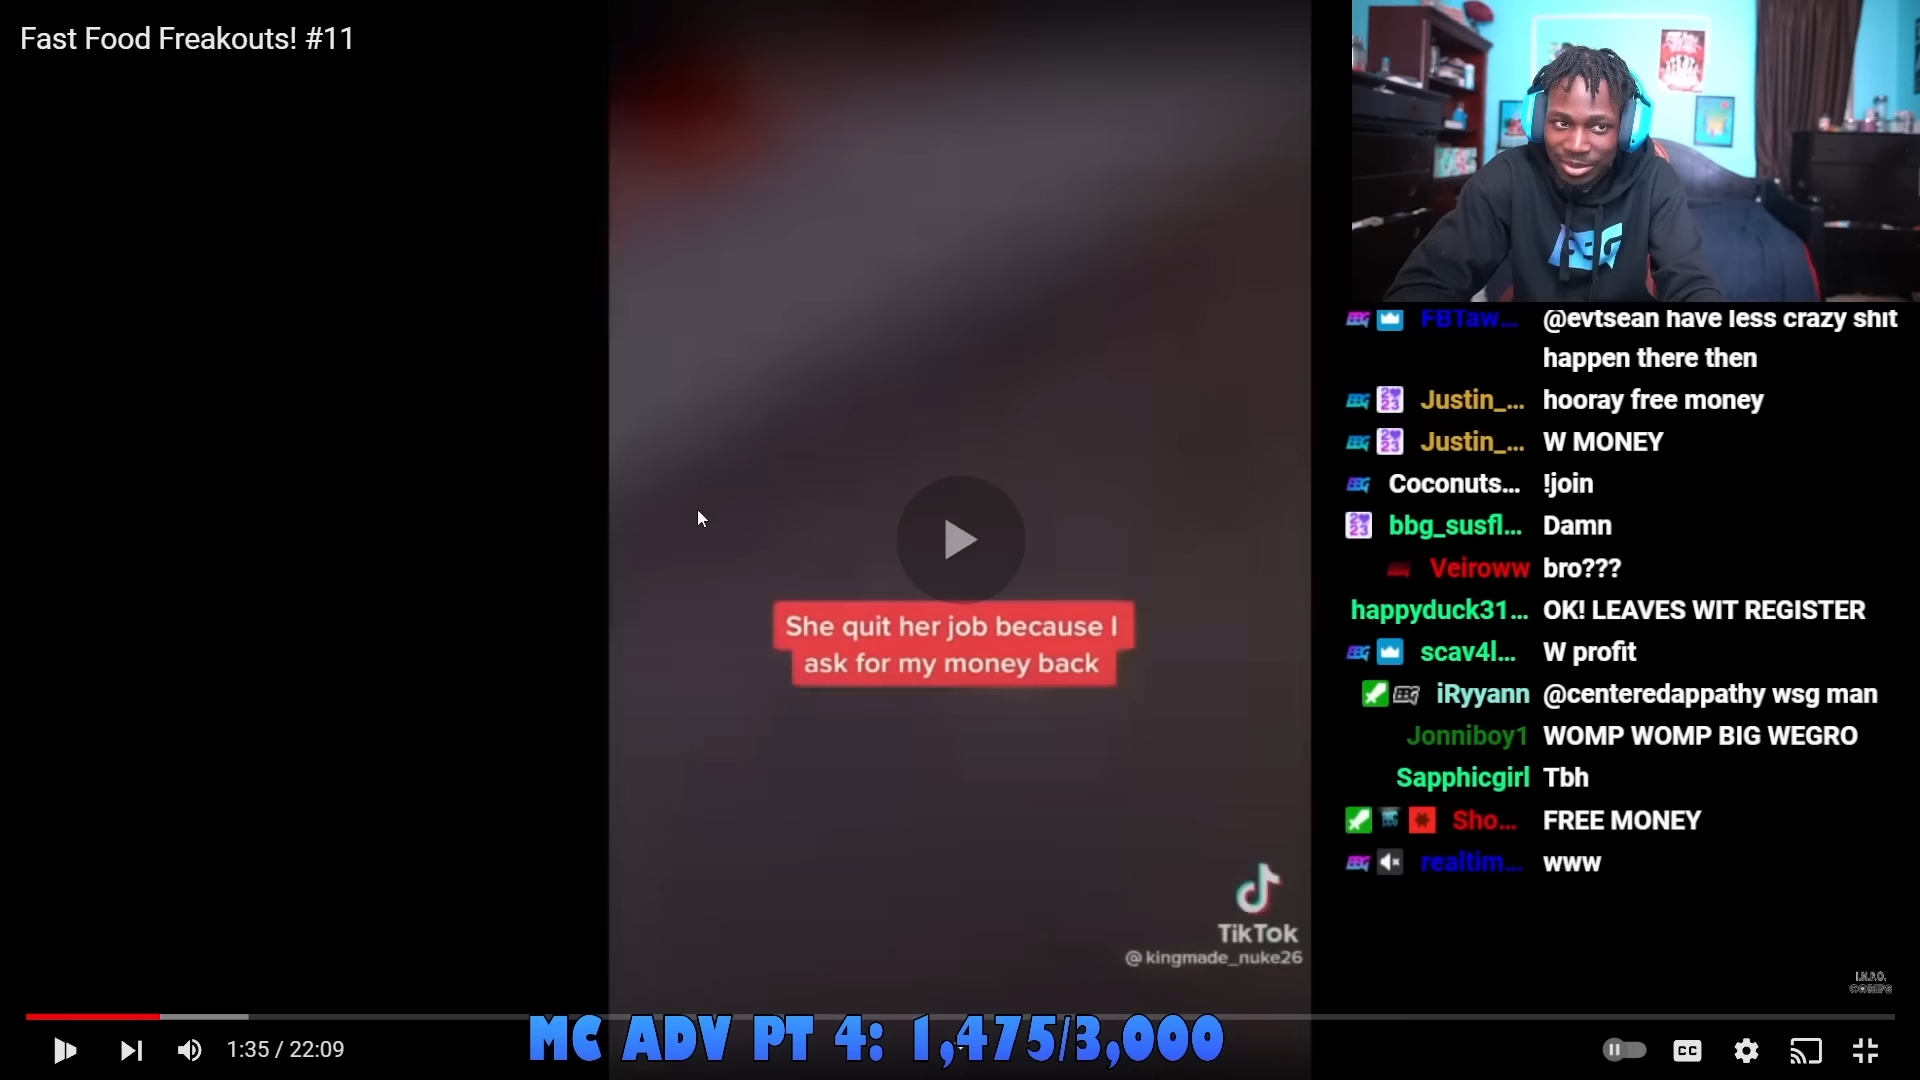 Fast Food Freakouts! #11
She quit her job because I
ask for my money back
TikTok
@kingmade_nuke26
FBTaw... @evtsean have less crazy shit
happen there then
Justin_... hooray free money
Justin_... W MONEY
Coconuts... !join
bbg_susfl... Damn
Veiroww bro???
happyduck31... OK! LEAVES WIT REGISTER
scav4l... W profit
iRyyann @centeredappathy wsg man
Jonniboy1 WOMP WOMP BIG WEGRO
Sapphicgirl Tbh
Sho... FREE MONEY
realtim... www
MC ADV PT 4: 1,475/3,000
1:35 / 22:09
CC